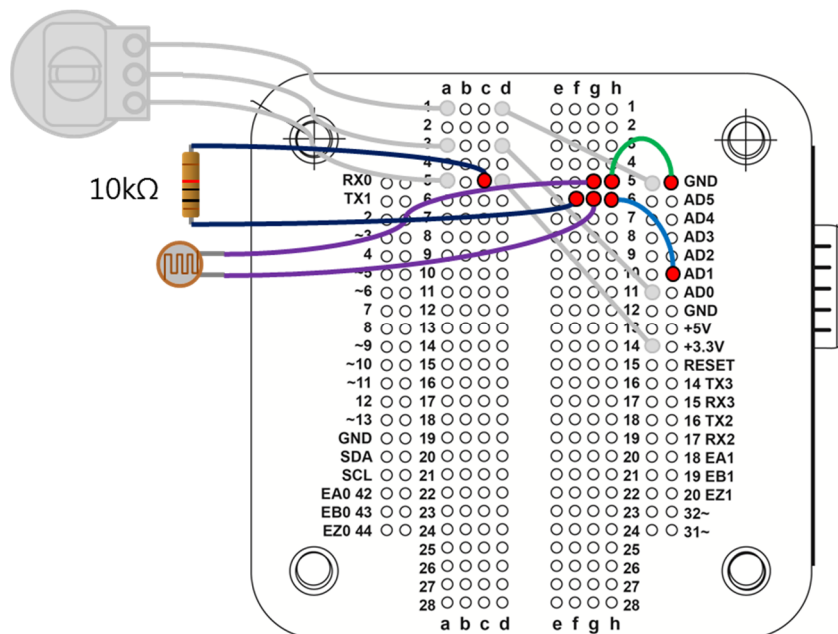 a b c d e f g h
1 1
2 2
3 3
4 4
RX0 5 5 GND
10kΩ
TX1 6 6 AD5
2 7 7 AD4
~3 8 8 AD3
4 9 9 AD2
~5 10 10 AD1
~6 11 11 AD0
7 12 12 GND
8 13 13 +5V
~9 14 14 +3.3V
~10 15 15 RESET
~11 16 16 14 TX3
12 17 17 15 RX3
~13 18 18 16 TX2
GND 19 19 17 RX2
SDA 20 20 18 EA1
SCL 21 21 19 EB1
EA0 42 22 22 20 EZ1
EB0 43 23 23 32~
EZ0 44 24 24 31~
25 25
26 26
27 27
28 28
a b c d e f g h